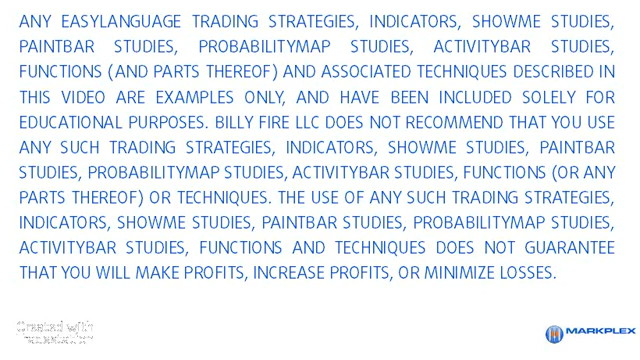 ANY EASYLANGUAGE TRADING STRATEGIES, INDICATORS, SHOWME STUDIES,
PAINTBAR STUDIES, PROBABILITYMAP STUDIES, ACTIVITYBAR STUDIES,
FUNCTIONS (AND PARTS THEREOF) AND ASSOCIATED TECHNIQUES DESCRIBED IN
THIS VIDEO ARE EXAMPLES ONLY, AND HAVE BEEN INCLUDED SOLELY FOR
EDUCATIONAL PURPOSES. BILLY FIRE LLC DOES NOT RECOMMEND THAT YOU USE
ANY SUCH TRADING STRATEGIES, INDICATORS, SHOWME STUDIES, PAINTBAR
STUDIES, PROBABILITYMAP STUDIES, ACTIVITYBAR STUDIES, FUNCTIONS (OR ANY
PARTS THEREOF) OR TECHNIQUES. THE USE OF ANY SUCH TRADING STRATEGIES,
INDICATORS, SHOWME STUDIES, PAINTBAR STUDIES, PROBABILITYMAP STUDIES,
ACTIVITYBAR STUDIES, FUNCTIONS AND TECHNIQUES DOES NOT GUARANTEE
THAT YOU WILL MAKE PROFITS, INCREASE PROFITS, OR MINIMIZE LOSSES.
Created with
MARKPLEX